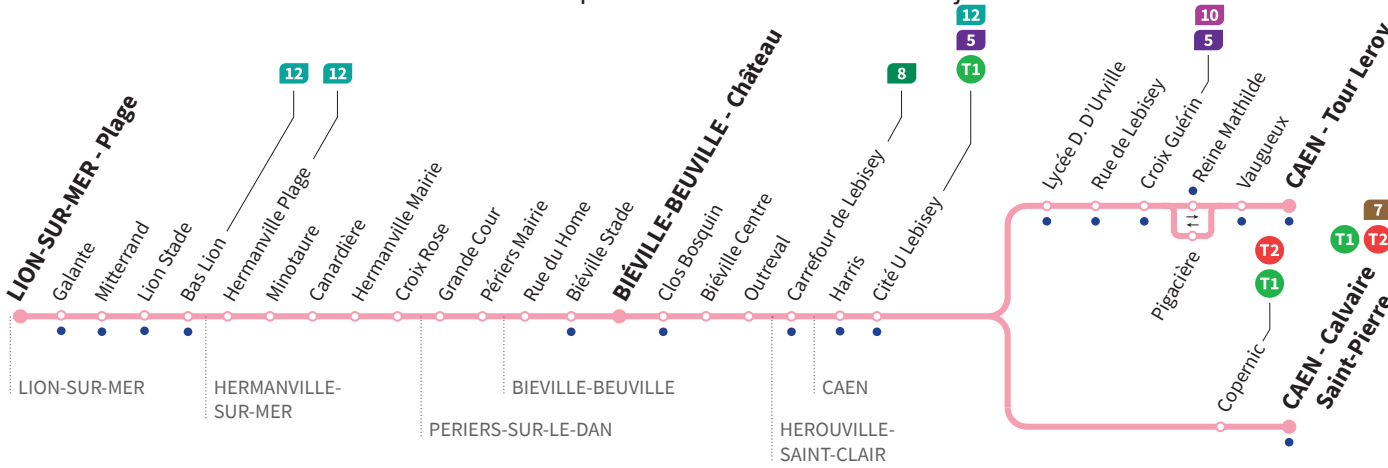 LION-SUR-MER - Plage
Galante
Mitterrand
Lion Stade
Bas Lion
12
Hermanville Plage
12
Minotaure
Canardière
Hermanville Mairie
Croix Rose
Grande Cour
Périers Mairie
Rue du Home
Biéville Stade
BIÉVILLE-BEUVILLE - Château
Clos Bosquin
Biéville Centre
Outreval
Carrefour de Lebisey
8
Harris
Cité U Lebisey
12
5
T1
Lycée D. D'Urville
Rue de Lebisey
Croix Guérin
10
5
Reine Mathilde
Pigacière
Vaugueux
CAEN - Tour Leroy
Copernic
T2
T1
CAEN - Calvaire
Saint-Pierre
7
T1
T2
LION-SUR-MER
HERMANVILLE-
SUR-MER
PERIERS-SUR-LE-DAN
BIEVILLE-BEUVILLE
HEROUVILLE-
SAINT-CLAIR
CAEN